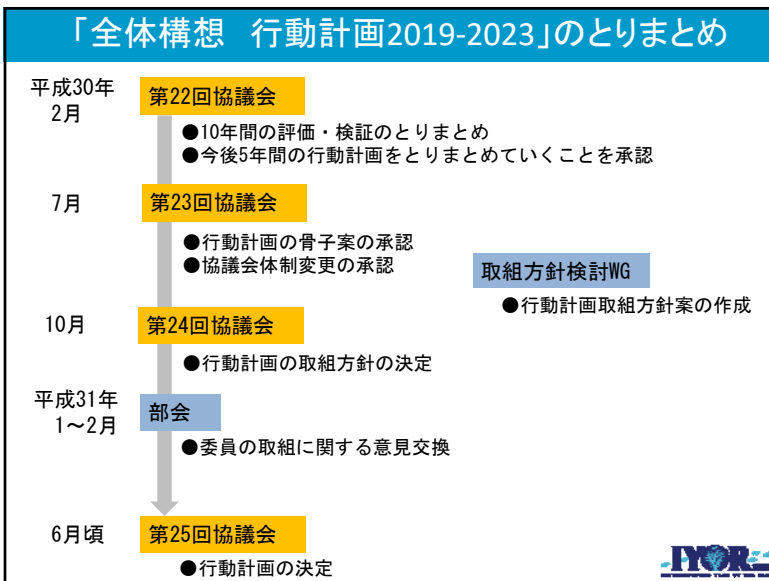 「全体構想 行動計画2019-2023」のとりまとめ
平成30年
2月
第22回協議会
●10年間の評価・検証のとりまとめ
●今後5年間の行動計画をとりまとめていくことを承認
7月
第23回協議会
●行動計画の骨子案の承認
●協議会体制変更の承認
取組方針検討WG
●行動計画取組方針案の作成
10月
第24回協議会
●行動計画の取組方針の決定
平成31年
1～2月
部会
●委員の取組に関する意見交換
6月頃
第25回協議会
●行動計画の決定
IYOR